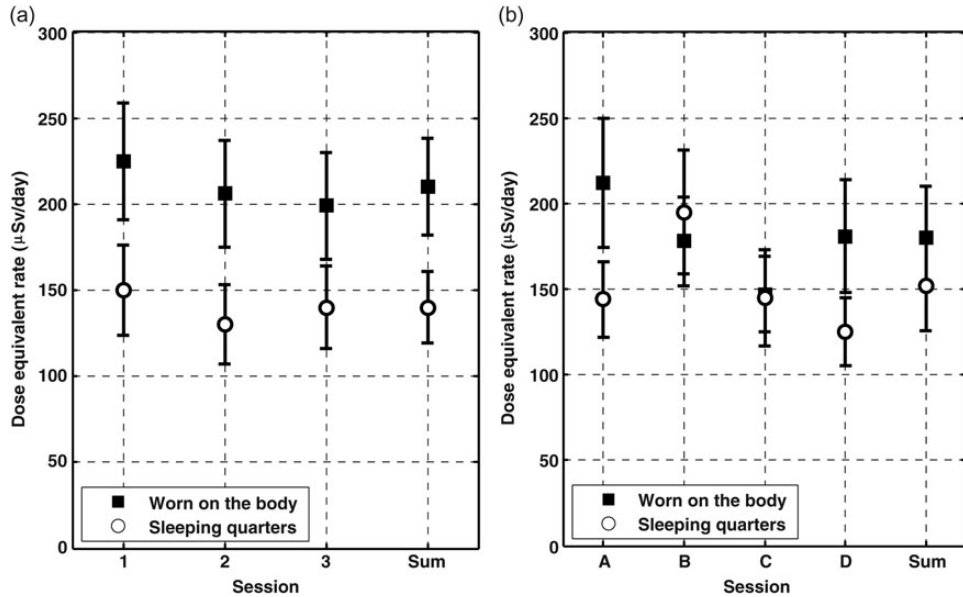 (a)
300
250
200
150
100
50
0
Dose equivalent rate (μSv/day)
Worn on the body
Sleeping quarters
1 2 3 Sum
Session
(b)
300
250
200
150
100
50
0
Dose equivalent rate (μSv/day)
Worn on the body
Sleeping quarters
A B C D Sum
Session